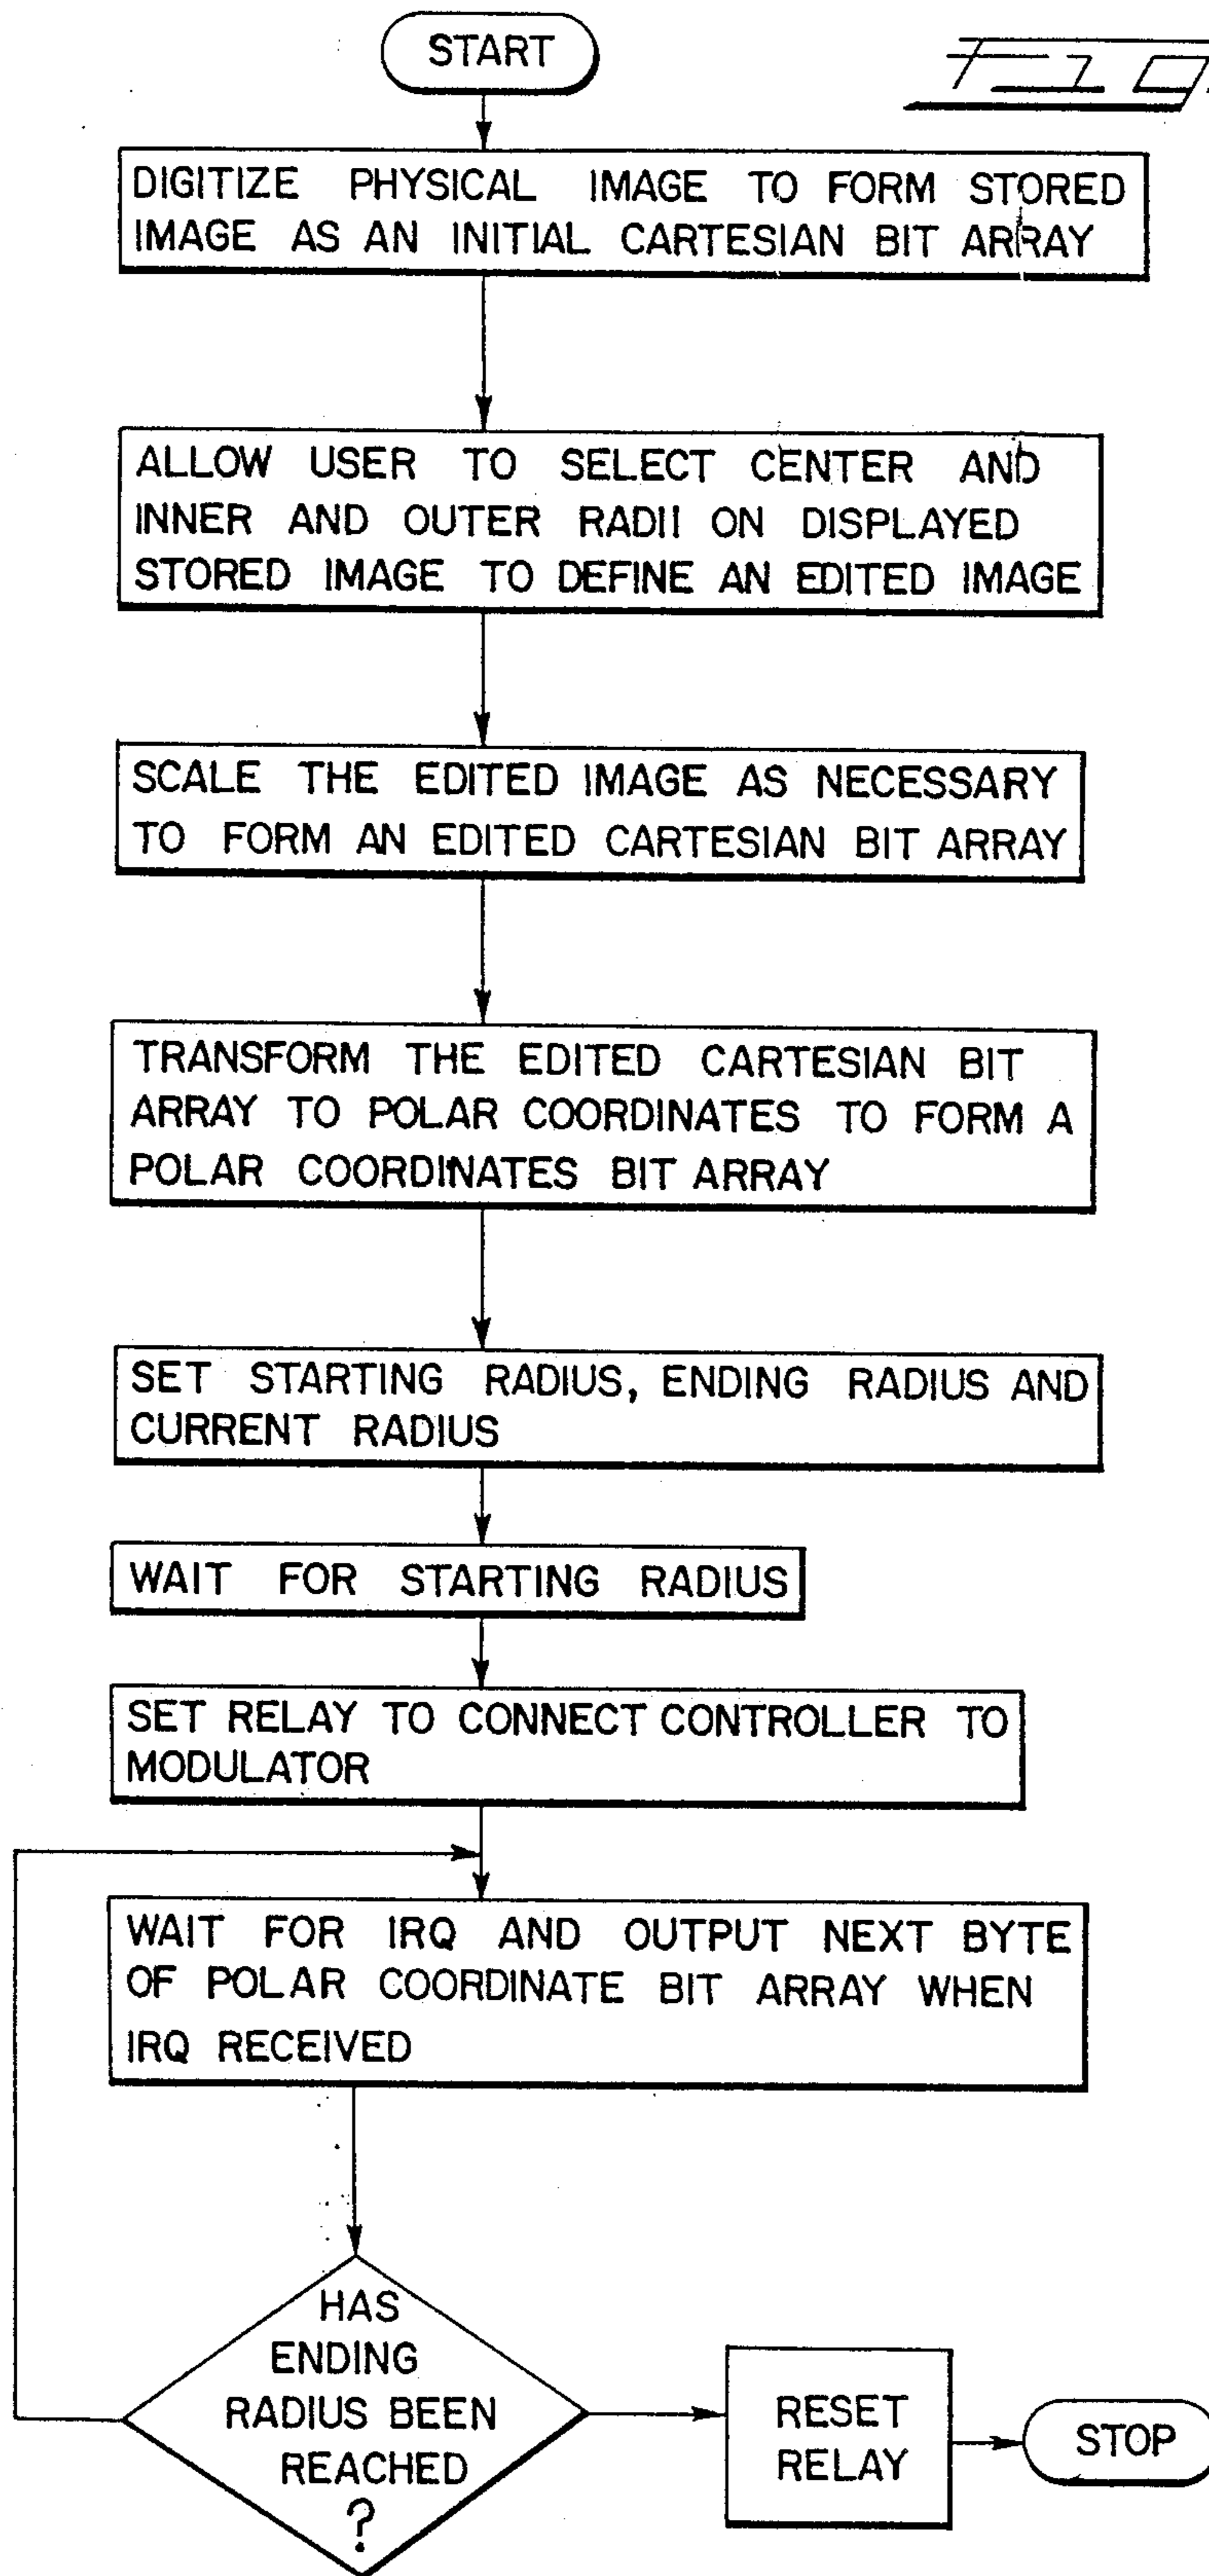 START
Fig
DIGITIZE PHYSICAL IMAGE TO FORM STORED
IMAGE AS AN INITIAL CARTESIAN BIT ARRAY
ALLOW USER TO SELECT CENTER AND
INNER AND OUTER RADII ON DISPLAYED
STORED IMAGE TO DEFINE AN EDITED IMAGE
SCALE THE EDITED IMAGE AS NECESSARY
TO FORM AN EDITED CARTESIAN BIT ARRAY
TRANSFORM THE EDITED CARTESIAN BIT
ARRAY TO POLAR COORDINATES TO FORM A
POLAR COORDINATES BIT ARRAY
SET STARTING RADIUS, ENDING RADIUS AND
CURRENT RADIUS
WAIT FOR STARTING RADIUS
SET RELAY TO CONNECT CONTROLLER TO
MODULATOR
WAIT FOR IRQ AND OUTPUT NEXT BYTE
OF POLAR COORDINATE BIT ARRAY WHEN
IRQ RECEIVED
HAS
ENDING
RADIUS BEEN
REACHED
?
RESET
RELAY
STOP